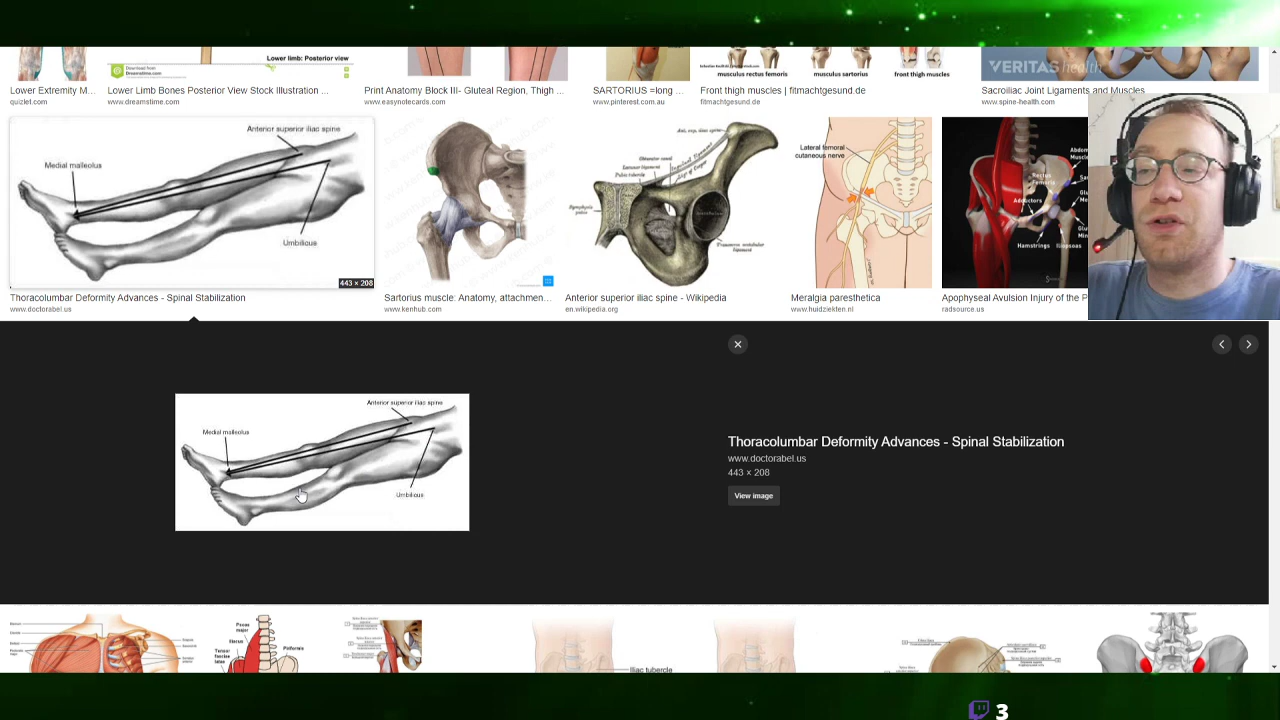 Lower limb: Posterior view
Download from
Dreamstime.com
musculus rectus femoris
musculus sartorius
front thigh muscles
VERITAS health
Lower Extremity M...
quizlet.com
Lower Limb Bones Posterior View Stock Illustration ...
www.dreamstime.com
Print Anatomy Block III- Gluteal Region, Thigh ...
www.easynotecards.com
SARTORIUS =long ...
www.pinterest.com.au
Front thigh muscles | fitmachtgesund.de
fitmachtgesund.de
Sacroiliac Joint Ligaments and Muscles
www.spine-health.com
Anterior superior iliac spine
Medial malleolus
Umbilious
443 × 208
Lateral femoral
cutaneous nerve
Rectus
Femoris
Adductors
Hamstrings
Iliopsoas
Thoracolumbar Deformity Advances - Spinal Stabilization
www.doctorabel.us
Sartorius muscle: Anatomy, attachmen...
www.kenhub.com
Anterior superior iliac spine - Wikipedia
en.wikipedia.org
Meralgia paresthetica
www.huidziekten.nl
Apophyseal Avulsion Injury of the P
radsource.us
Anterior superior iliac spine
Medial malleolus
Umbilious
Thoracolumbar Deformity Advances - Spinal Stabilization
www.doctorabel.us
443 × 208
View image
Psoas
major
Iliacus
Tensor
fasciae
latae
Piriformis
Iliac tubercle
3